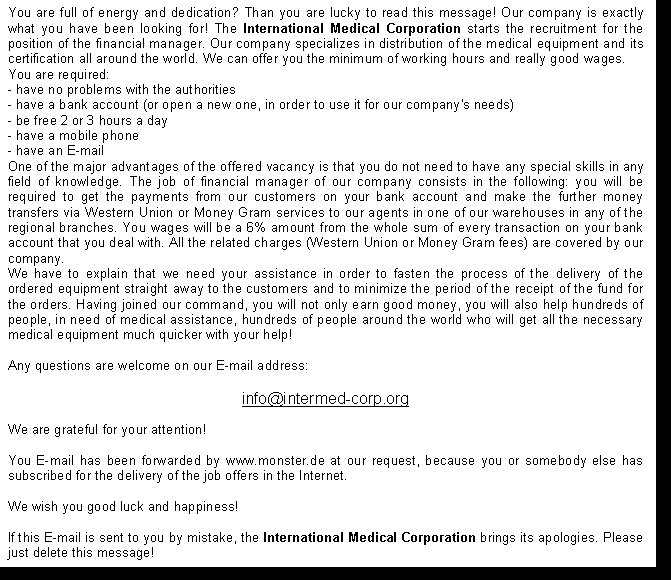 You are full of energy and dedication? Than you are lucky to read this message! Our company is exactly
what you have been looking for! The International Medical Corporation starts the recruitment for the
position of the financial manager. Our company specializes in distribution of the medical equipment and its
certification all around the world. We can offer you the minimum of working hours and really good wages.
You are required:
- have no problems with the authorities
- have a bank account (or open a new one, in order to use it for our company's needs)
- be free 2 or 3 hours a day
- have a mobile phone
- have an E-mail
One of the major advantages of the offered vacancy is that you do not need to have any special skills in any
field of knowledge. The job of financial manager of our company consists in the following: you will be
required to get the payments from our customers on your bank account and make the further money
transfers via Western Union or Money Gram services to our agents in one of our warehouses in any of the
regional branches. You wages will be a 6% amount from the whole sum of every transaction on your bank
account that you deal with. All the related charges (Western Union or Money Gram fees) are covered by our
company.
We have to explain that we need your assistance in order to fasten the process of the delivery of the
ordered equipment straight away to the customers and to minimize the period of the receipt of the fund for
the orders. Having joined our command, you will not only earn good money, you will also help hundreds of
people, in need of medical assistance, hundreds of people around the world who will get all the necessary
medical equipment much quicker with your help!
Any questions are welcome on our E-mail address:
info@intermed-corp.org
We are grateful for your attention!
You E-mail has been forwarded by www.monster.de at our request, because you or somebody else has
subscribed for the delivery of the job offers in the Internet.
We wish you good luck and happiness!
If this E-mail is sent to you by mistake, the International Medical Corporation brings its apologies. Please
just delete this message!